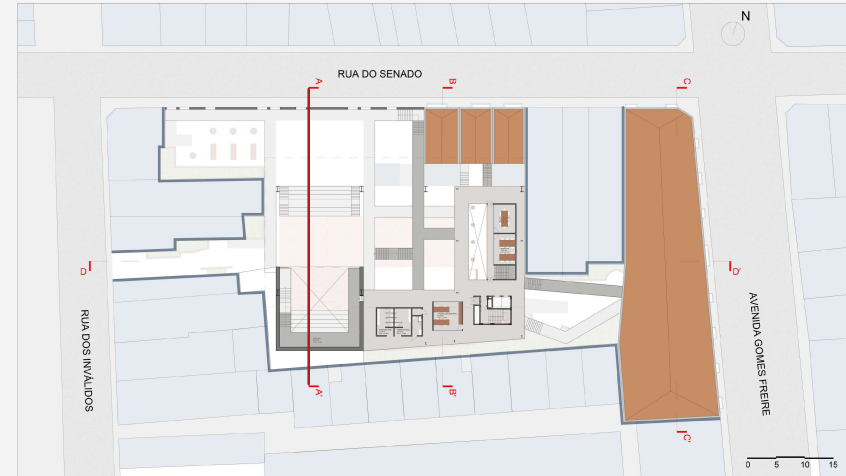 N
RUA DO SENADO
A
B
C
D
D'
RUA DOS INVÁLIDOS
AVENIDA GOMES FREIRE
A'
B'
C'
0 5 10 15